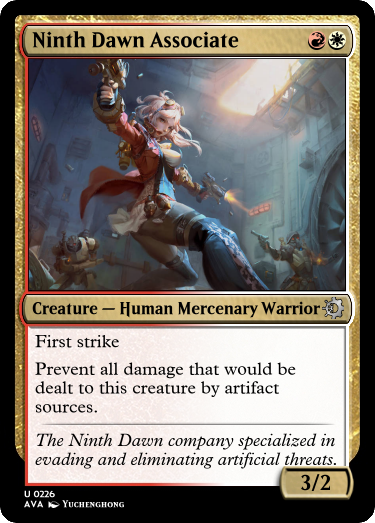 Ninth Dawn Associate
Creature — Human Mercenary Warrior
First strike
Prevent all damage that would be
dealt to this creature by artifact
sources.
The Ninth Dawn company specialized in
evading and eliminating artificial threats.
3/2
U 0226
AVA Yuchenghong